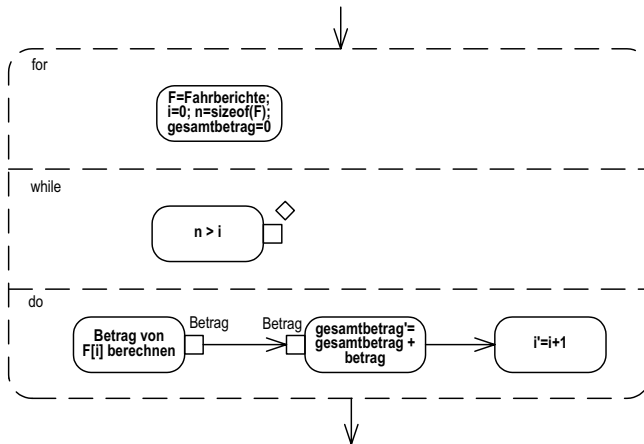 for
F=Fahrberichte;
i=0; n=sizeof(F);
gesamtbetrag=0
while
n > i
do
Betrag von
F[i] berechnen
Betrag
Betrag
gesamtbetrag'=
gesamtbetrag +
betrag
i'=i+1